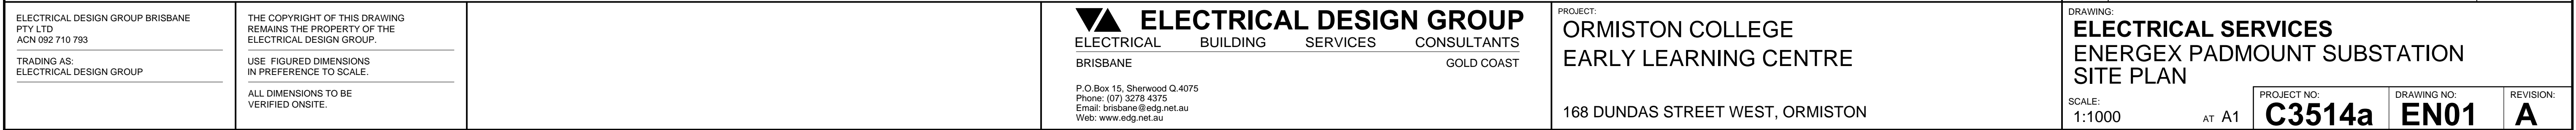 ELECTRICAL DESIGN GROUP BRISBANE
PTY LTD
ACN 092 710 793
TRADING AS:
ELECTRICAL DESIGN GROUP
THE COPYRIGHT OF THIS DRAWING
REMAINS THE PROPERTY OF THE
ELECTRICAL DESIGN GROUP.
USE FIGURED DIMENSIONS
IN PREFERENCE TO SCALE.
ALL DIMENSIONS TO BE
VERIFIED ONSITE.
ELECTRICAL DESIGN GROUP
ELECTRICAL BUILDING SERVICES CONSULTANTS
BRISBANE GOLD COAST
P.O.Box 15, Sherwood Q.4075
Phone: (07) 3278 4375
Email: brisbane@edg.net.au
Web: www.edg.net.au
PROJECT:
ORMISTON COLLEGE
EARLY LEARNING CENTRE
168 DUNDAS STREET WEST, ORMISTON
DRAWING:
ELECTRICAL SERVICES
ENERGEX PADMOUNT SUBSTATION
SITE PLAN
SCALE:
1:1000 AT A1
PROJECT NO:
C3514a
DRAWING NO:
EN01
REVISION:
A